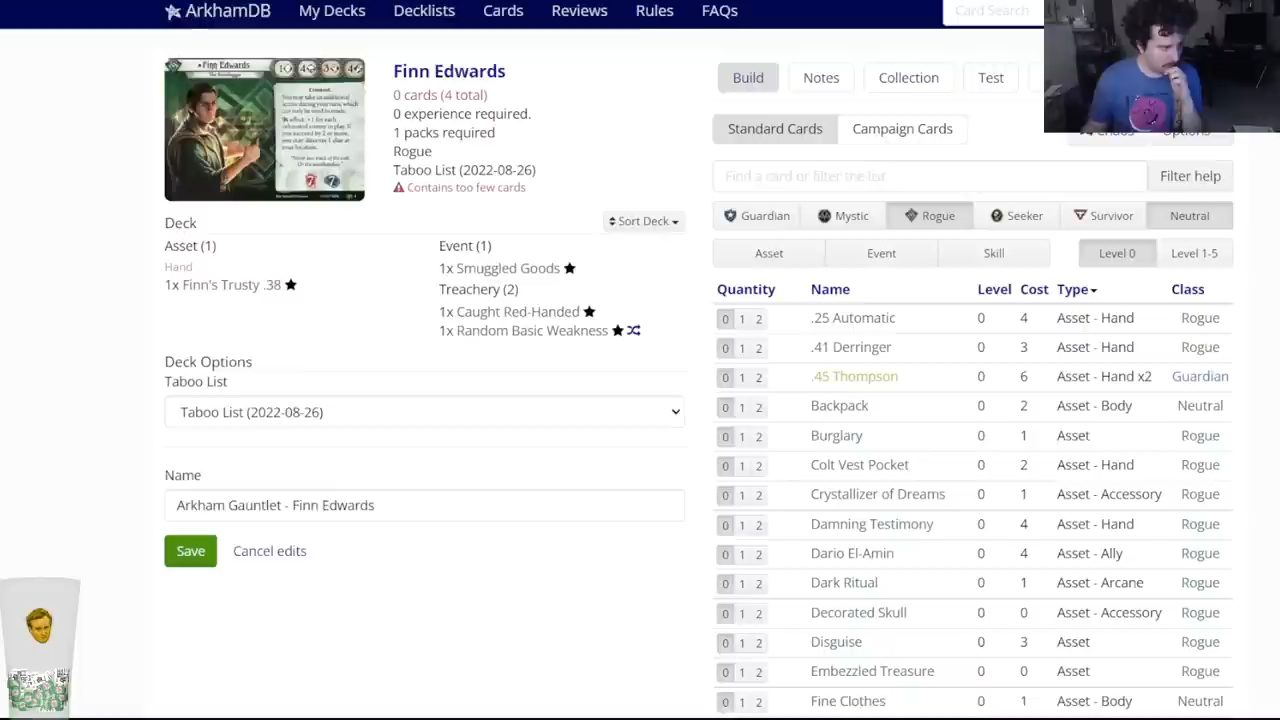 ArkhamDB My Decks Decklists Cards Reviews Rules FAQs Card Search
Finn Edwards
Finn Edwards
0 cards (4 total)
0 experience required.
1 packs required
Rogue
Taboo List (2022-08-26)
Contains too few cards
Deck
Sort Deck
Asset (1)
Hand
1x Finn's Trusty .38
Event (1)
1x Smuggled Goods
Treachery (2)
1x Caught Red-Handed
1x Random Basic Weakness
Deck Options
Taboo List
Taboo List (2022-08-26)
Name
Arkham Gauntlet - Finn Edwards
Save Cancel edits
Build Notes Collection Test
Standard Cards Campaign Cards
Options
Find a card or filter the list Filter help
Guardian Mystic Rogue Seeker Survivor Neutral
Asset Event Skill Level 0 Level 1-5
Quantity Name Level Cost Type Class
0 1 2 .25 Automatic 0 4 Asset - Hand Rogue
0 1 2 .41 Derringer 0 3 Asset - Hand Rogue
0 1 2 .45 Thompson 0 6 Asset - Hand x2 Guardian
0 1 2 Backpack 0 2 Asset - Body Neutral
0 1 2 Burglary 0 1 Asset Rogue
0 1 2 Colt Vest Pocket 0 2 Asset - Hand Rogue
0 1 2 Crystallizer of Dreams 0 1 Asset - Accessory Rogue
0 1 2 Damning Testimony 0 4 Asset - Hand Rogue
0 1 2 Dario El-Amin 0 4 Asset - Ally Rogue
0 1 2 Dark Ritual 0 1 Asset - Arcane Rogue
0 1 2 Decorated Skull 0 0 Asset - Accessory Rogue
0 1 2 Disguise 0 3 Asset Rogue
0 1 2 Embezzled Treasure 0 0 Asset Rogue
0 1 2 Fine Clothes 0 1 Asset - Body Neutral